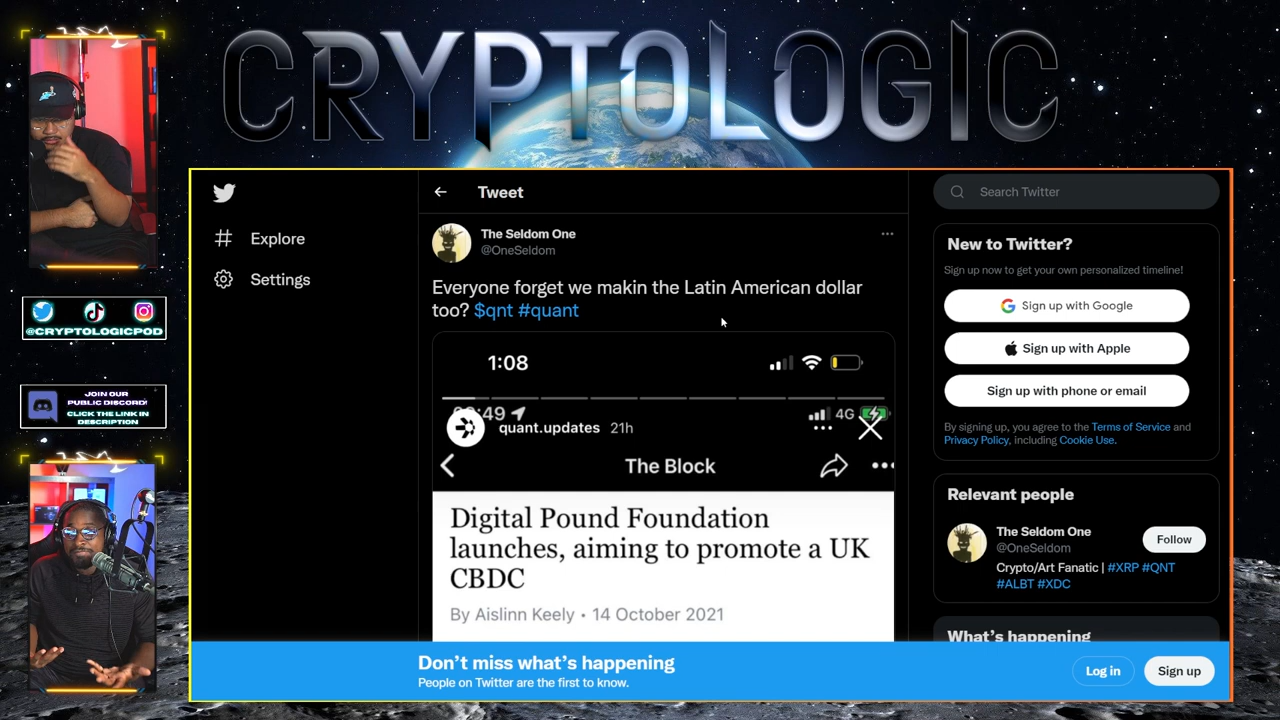 CRYPTOLOGIC
@CRYPTOLOGICPOD
JOIN OUR
PUBLIC DISCORD!
CLICK THE LINK IN
DESCRIPTION
Explore
Settings
Tweet
The Seldom One
@OneSeldom
Everyone forget we makin the Latin American dollar
too? $qnt #quant
1:08
4G
quant.updates 21h
The Block
Digital Pound Foundation
launches, aiming to promote a UK
CBDC
By Aislinn Keely • 14 October 2021
Search Twitter
New to Twitter?
Sign up now to get your own personalized timeline!
Sign up with Google
Sign up with Apple
Sign up with phone or email
By signing up, you agree to the Terms of Service and
Privacy Policy, including Cookie Use.
Relevant people
The Seldom One
@OneSeldom
Follow
Crypto/Art Fanatic | #XRP #QNT
#ALBT #XDC
What's happening
Don't miss what's happening
People on Twitter are the first to know.
Log in
Sign up